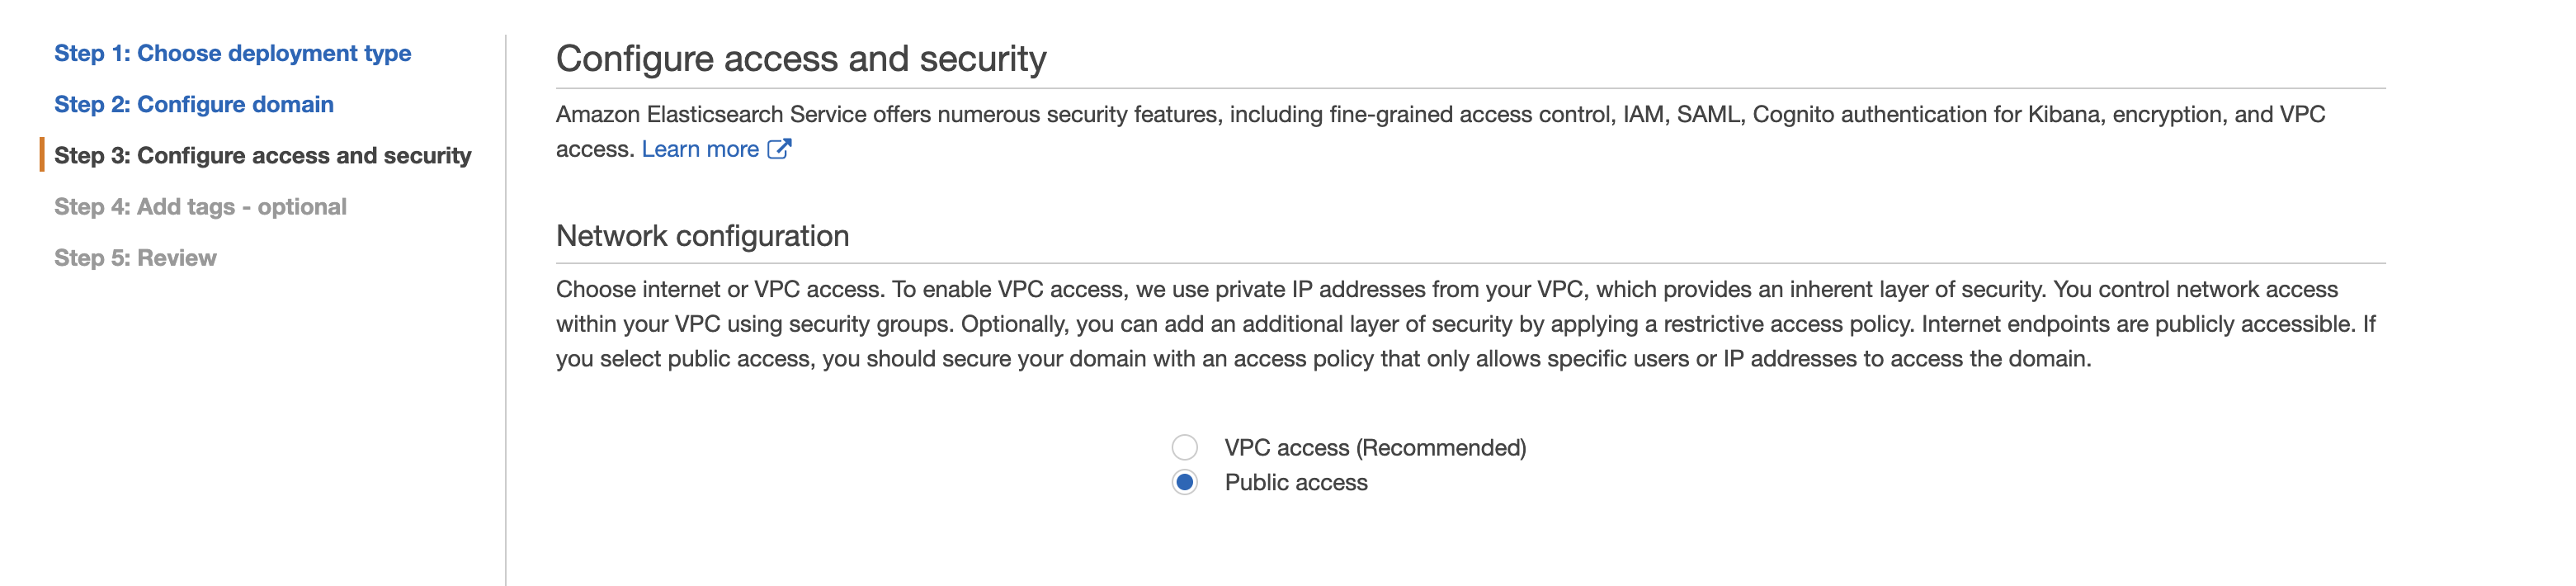 Step 1: Choose deployment type
Step 2: Configure domain
Step 3: Configure access and security
Step 4: Add tags - optional
Step 5: Review
Configure access and security
Amazon Elasticsearch Service offers numerous security features, including fine-grained access control, IAM, SAML, Cognito authentication for Kibana, encryption, and VPC
access. Learn more
Network configuration
Choose internet or VPC access. To enable VPC access, we use private IP addresses from your VPC, which provides an inherent layer of security. You control network access
within your VPC using security groups. Optionally, you can add an additional layer of security by applying a restrictive access policy. Internet endpoints are publicly accessible. If
you select public access, you should secure your domain with an access policy that only allows specific users or IP addresses to access the domain.
VPC access (Recommended)
Public access